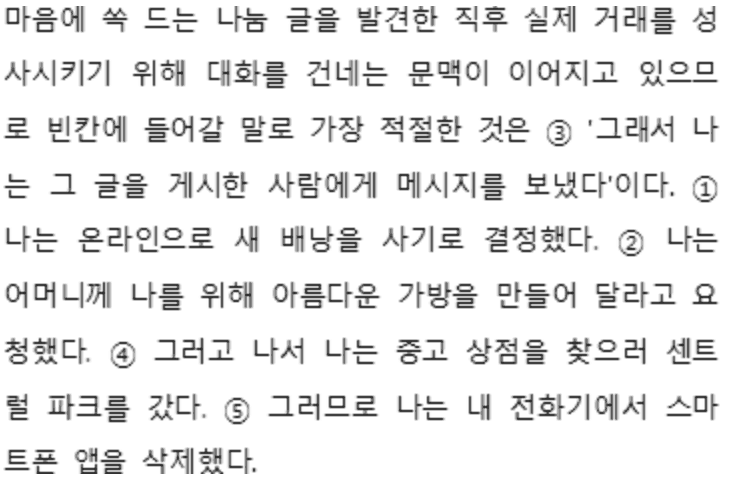 마음에 쏙 드는 나눔 글을 발견한 직후 실제 거래를 성
사시키기 위해 대화를 건네는 문맥이 이어지고 있으므
로 빈칸에 들어갈 말로 가장 적절한 것은 ③ '그래서 나
는 그 글을 게시한 사람에게 메시지를 보냈다'이다. ①
나는 온라인으로 새 배낭을 사기로 결정했다. ② 나는
어머니께 나를 위해 아름다운 가방을 만들어 달라고 요
청했다. ④ 그러고 나서 나는 중고 상점을 찾으러 센트
럴 파크를 갔다. ⑤ 그러므로 나는 내 전화기에서 스마
트폰 앱을 삭제했다.